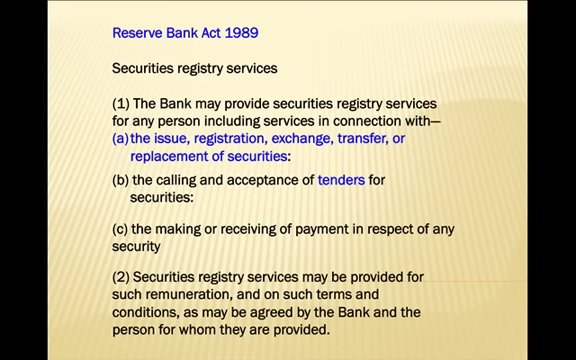 Reserve Bank Act 1989
Securities registry services
(1) The Bank may provide securities registry services
for any person including services in connection with—
(a)the issue, registration, exchange, transfer, or
replacement of securities:
(b) the calling and acceptance of tenders for
securities:
(c) the making or receiving of payment in respect of any
security
(2) Securities registry services may be provided for
such remuneration, and on such terms and
conditions, as may be agreed by the Bank and the
person for whom they are provided.